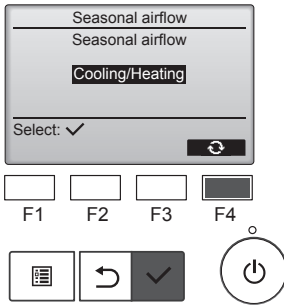 Seasonal airflow
Seasonal airflow
Cooling/Heating
Select: ✓
F1 F2 F3 F4